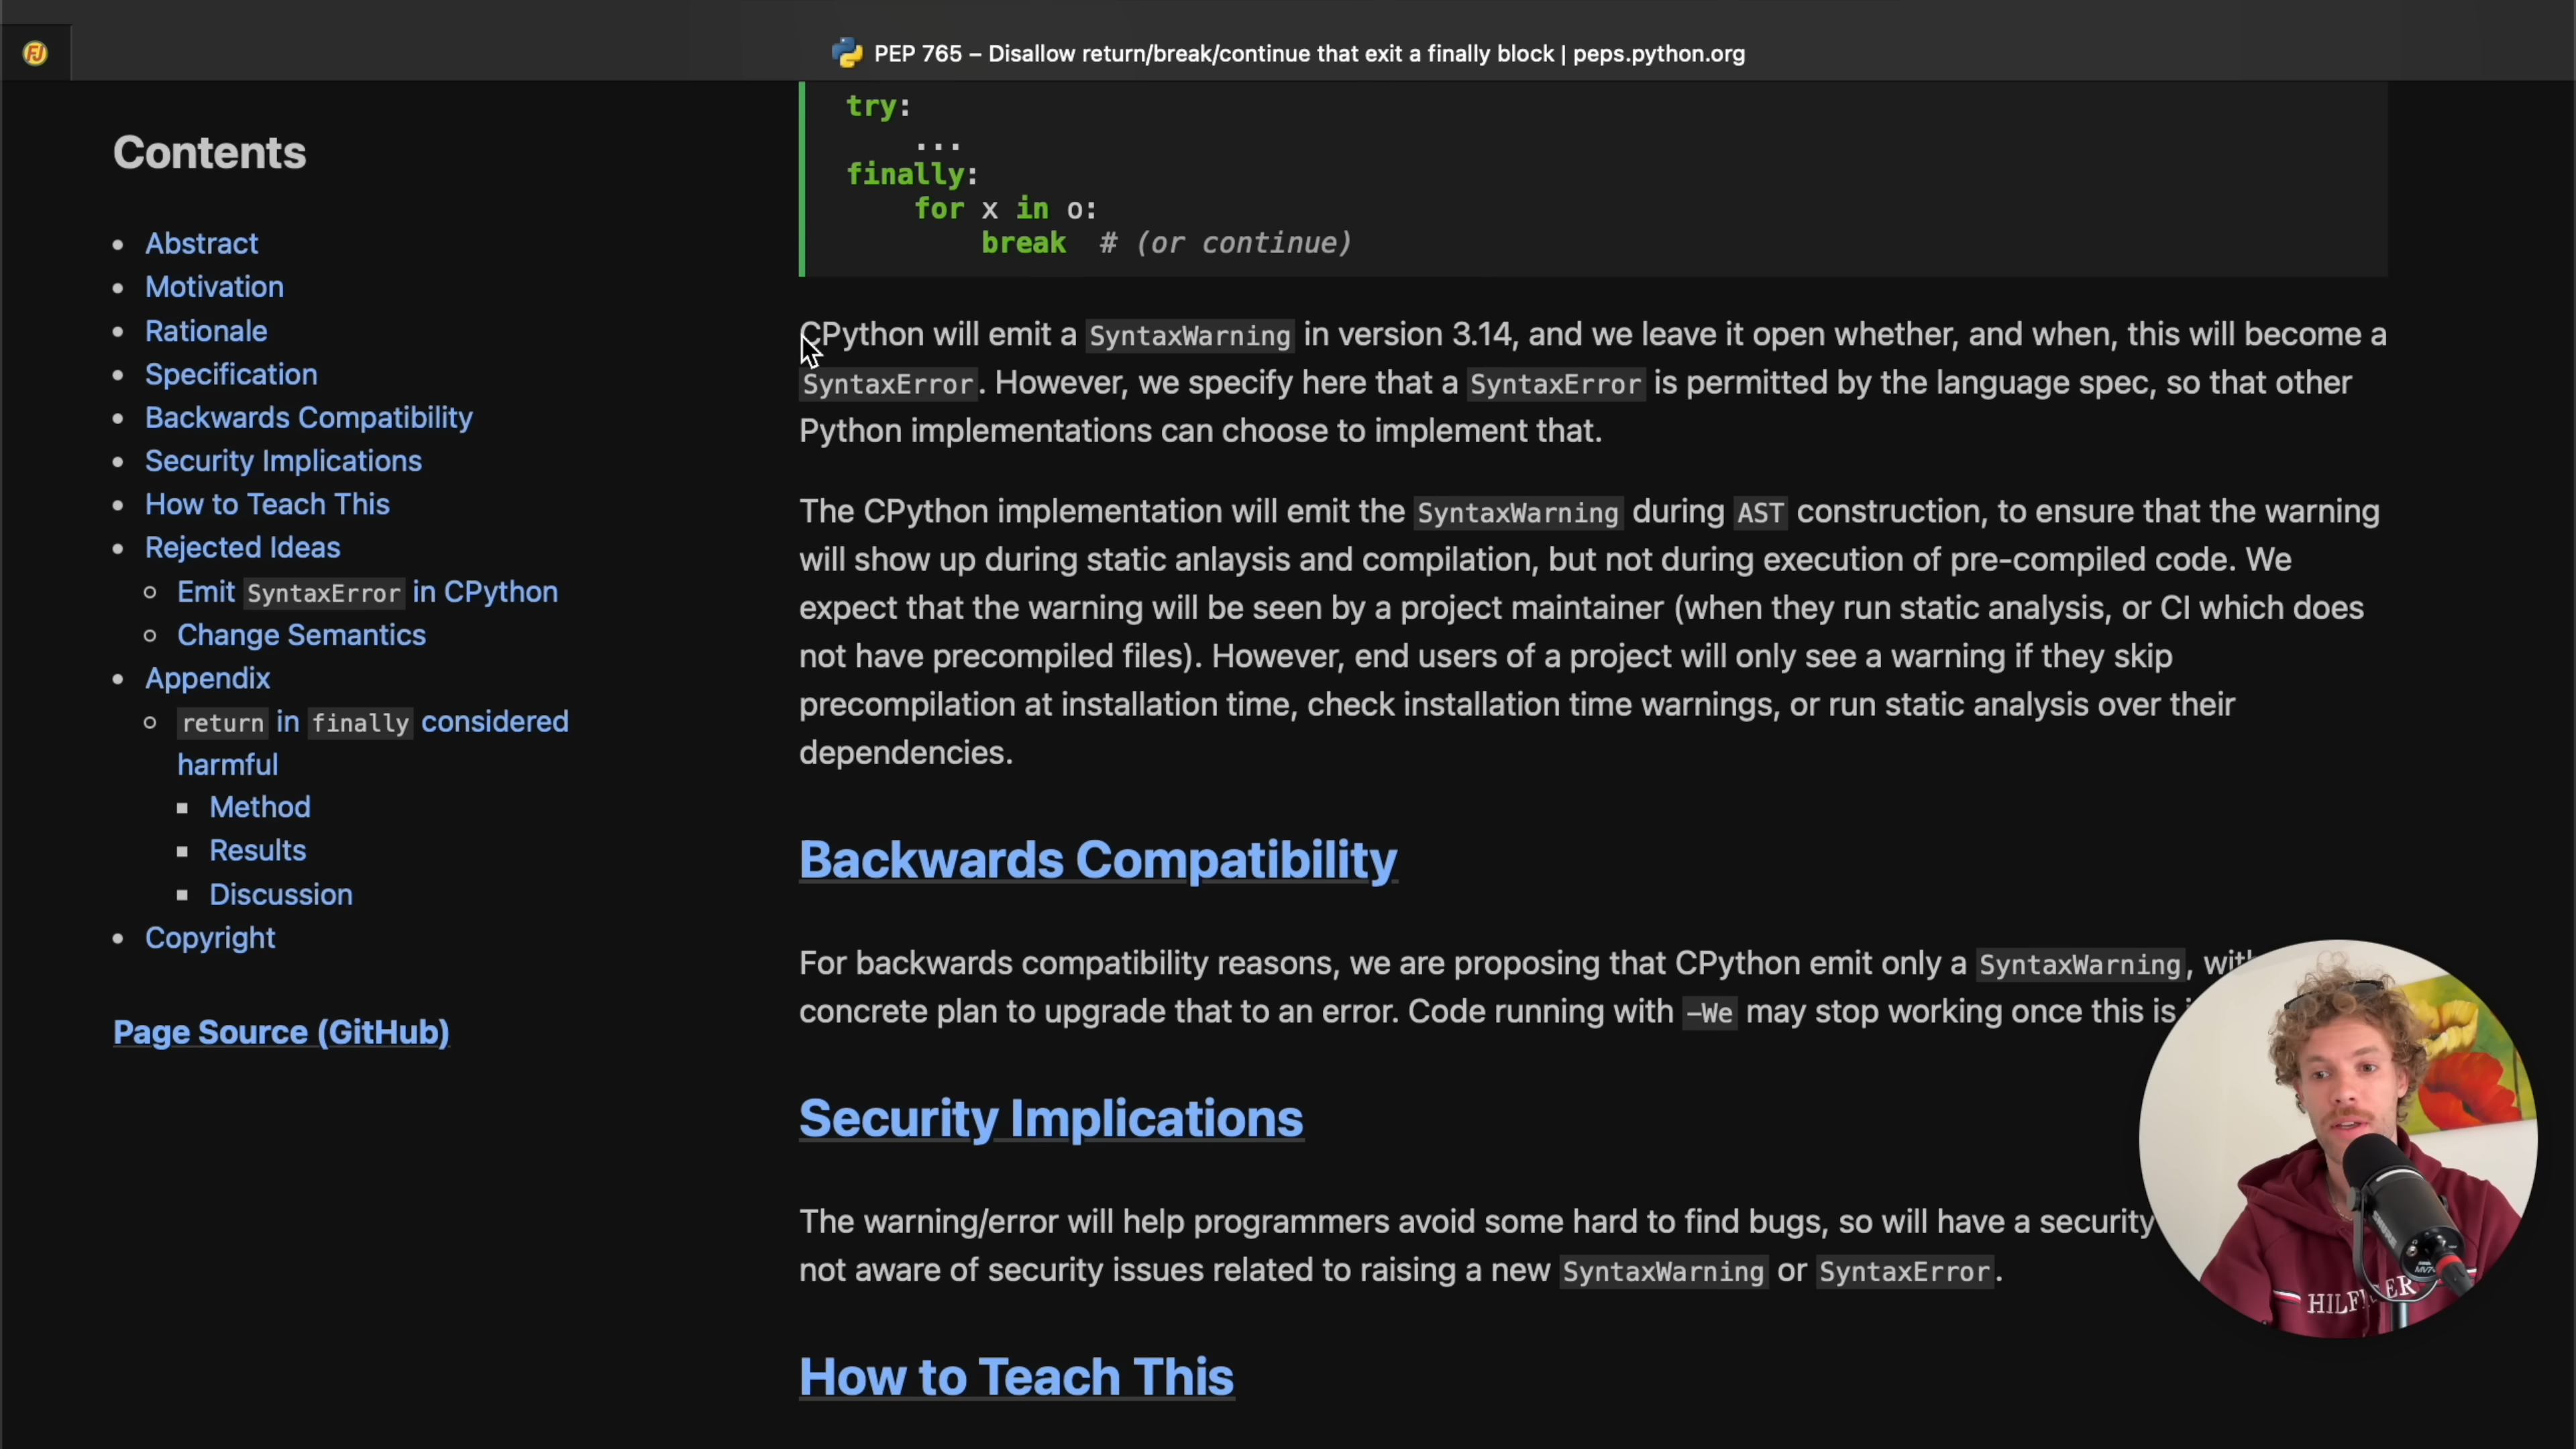 FJ
PEP 765 – Disallow return/break/continue that exit a finally block | peps.python.org
Contents
Abstract
Motivation
Rationale
Specification
Backwards Compatibility
Security Implications
How to Teach This
Rejected Ideas
Emit SyntaxError in CPython
Change Semantics
Appendix
return in finally considered
harmful
Method
Results
Discussion
Copyright
Page Source (GitHub)
try:
...
finally:
for x in o:
break # (or continue)
CPython will emit a SyntaxWarning in version 3.14, and we leave it open whether, and when, this will become a
SyntaxError. However, we specify here that a SyntaxError is permitted by the language spec, so that other
Python implementations can choose to implement that.
The CPython implementation will emit the SyntaxWarning during AST construction, to ensure that the warning
will show up during static anlaysis and compilation, but not during execution of pre-compiled code. We
expect that the warning will be seen by a project maintainer (when they run static analysis, or CI which does
not have precompiled files). However, end users of a project will only see a warning if they skip
precompilation at installation time, check installation time warnings, or run static analysis over their
dependencies.
Backwards Compatibility
For backwards compatibility reasons, we are proposing that CPython emit only a SyntaxWarning,
concrete plan to upgrade that to an error. Code running with -We may stop working once this is
Security Implications
The warning/error will help programmers avoid some hard to find bugs, so will have a security
not aware of security issues related to raising a new SyntaxWarning or SyntaxError.
How to Teach This